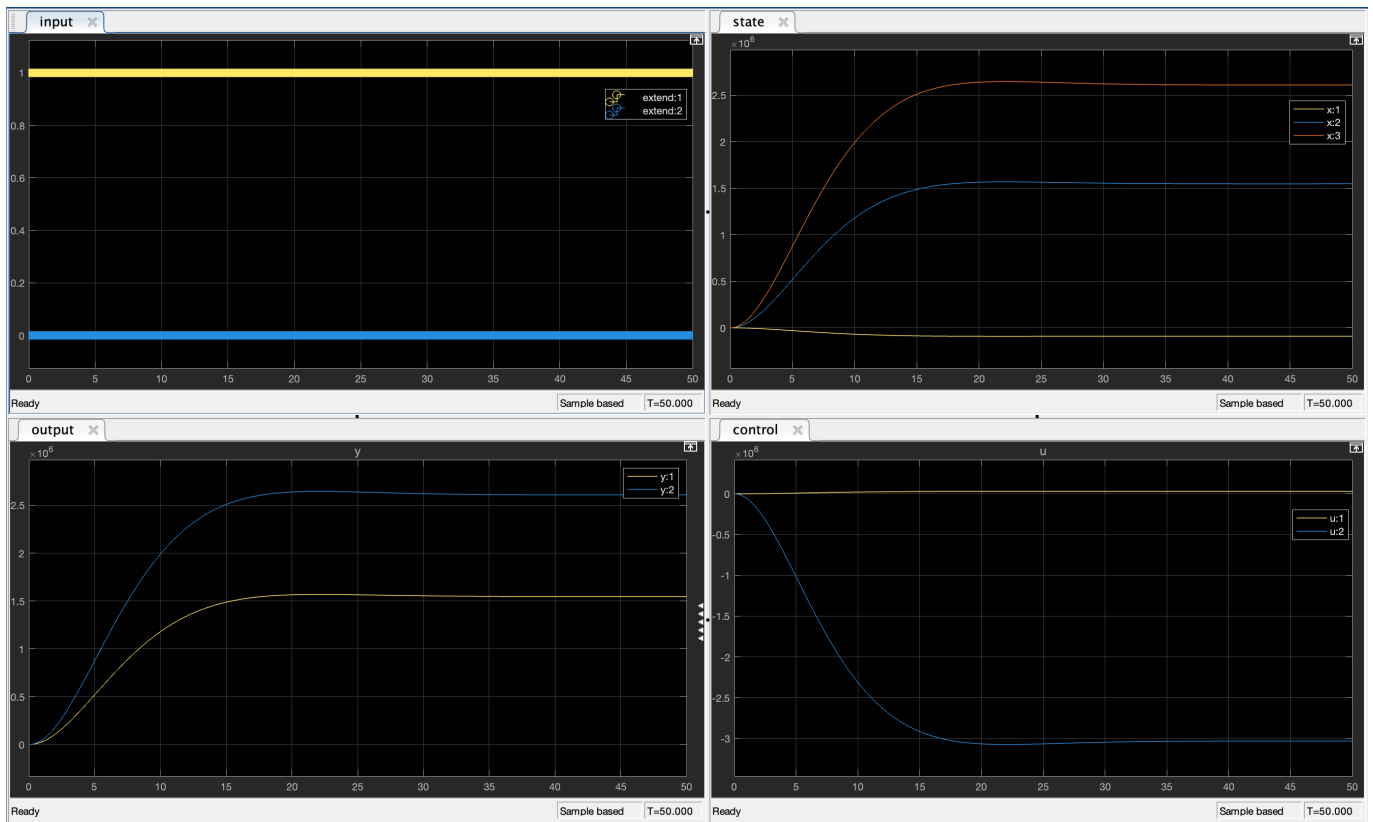 input
1
0.8
0.6
0.4
0.2
0
0 5 10 15 20 25 30 35 40 45 50
extend:1
extend:2
Ready
Sample based
T=50.000
state
×10^6
2.5
2
1.5
1
0.5
0
0 5 10 15 20 25 30 35 40 45 50
x:1
x:2
x:3
Ready
Sample based
T=50.000
output
y
×10^6
2.5
2
1.5
1
0.5
0
0 5 10 15 20 25 30 35 40 45 50
y:1
y:2
Ready
Sample based
T=50.000
control
u
×10^6
0
-0.5
-1
-1.5
-2
-2.5
-3
0 5 10 15 20 25 30 35 40 45 50
u:1
u:2
Ready
Sample based
T=50.000